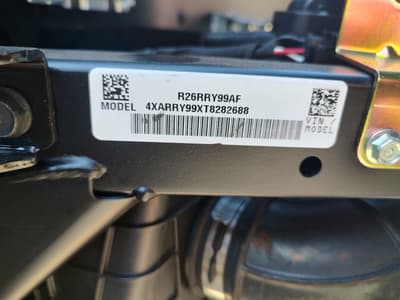 R26RRY99AF
MODEL 4XARRY99XT8282688
VIN /
MODEL